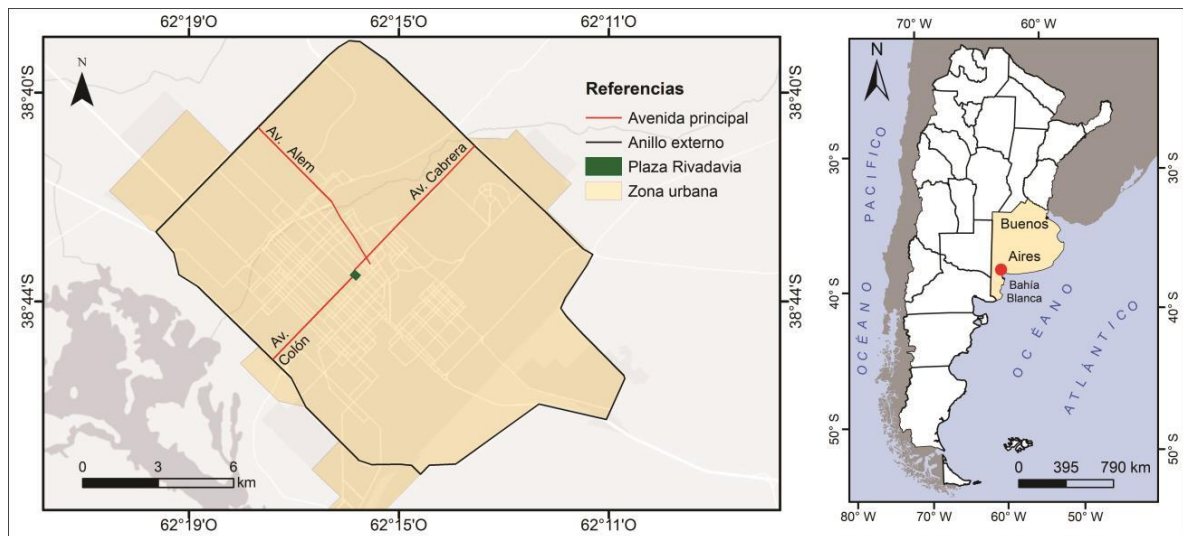 62°19'O 62°15'O 62°11'O
N
38°40'S
38°44'S
Av. Alem
Av. Cabrera
Av.
Colón
Referencias
Avenida principal
Anillo externo
Plaza Rivadavia
Zona urbana
38°40'S
38°44'S
0 3 6
km
62°19'O 62°15'O 62°11'O
70° W 60° W
N
OCÉANO PACIFICO
30°S
40°S
50°S
Buenos
Aires
Bahía
Blanca
OCÉANO
ATLÁNTICO
30°S
40°S
50°S
0 395 790 km
80° W 70° W 60° W 50° W